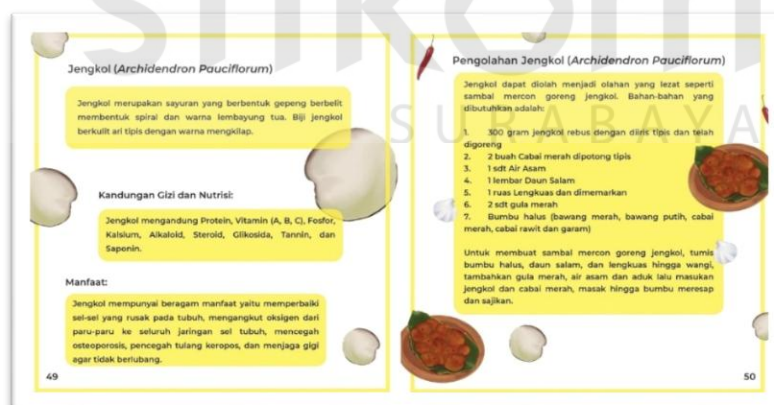 Jengkol (Archidendron Pauciflorum)
Jengkol merupakan sayuran yang berbentuk gepeng berbelit
membentuk spiral dan warna lembayung tua. Biji jengkol
berkulit ari tipis dengan warna mengkilap.
Kandungan Gizi dan Nutrisi:
Jengkol mengandung Protein, Vitamin (A, B, C), Fosfor,
Kalsium, Alkaloid, Steroid, Glikosida, Tannin, dan
Saponin.
Manfaat:
Jengkol mempunyai beragam manfaat yaitu memperbaiki
sel-sel yang rusak pada tubuh, mengangkut oksigen dari
paru-paru ke seluruh jaringan sel tubuh, mencegah
osteoporosis, pencegah tulang keropos, dan menjaga gigi
agar tidak berlubang.
49
Pengolahan Jengkol (Archidendron Pauciflorum)
Jengkol dapat diolah menjadi olahan yang lezat seperti
sambal mercon goreng jengkol. Bahan-bahan yang
dibutuhkan adalah:
1. 300 gram jengkol rebus dengan diiris tipis dan telah
digoreng
2. 2 buah Cabai merah dipotong tipis
3. 1 sdt Air Asam
4. 1 lembar Daun Salam
5. 1 ruas Lengkuas dan dimemarkan
6. 2 sdt gula merah
7. Bumbu halus (bawang merah, bawang putih, cabai
merah, cabai rawit dan garam)
Untuk membuat sambal mercon goreng jengkol, tumis
bumbu halus, daun salam, dan lengkuas hingga wangi,
tambahkan gula merah, air asam dan aduk lalu masukan
jengkol dan cabai merah, masak hingga bumbu meresap
dan sajikan.
50
SURABAYA